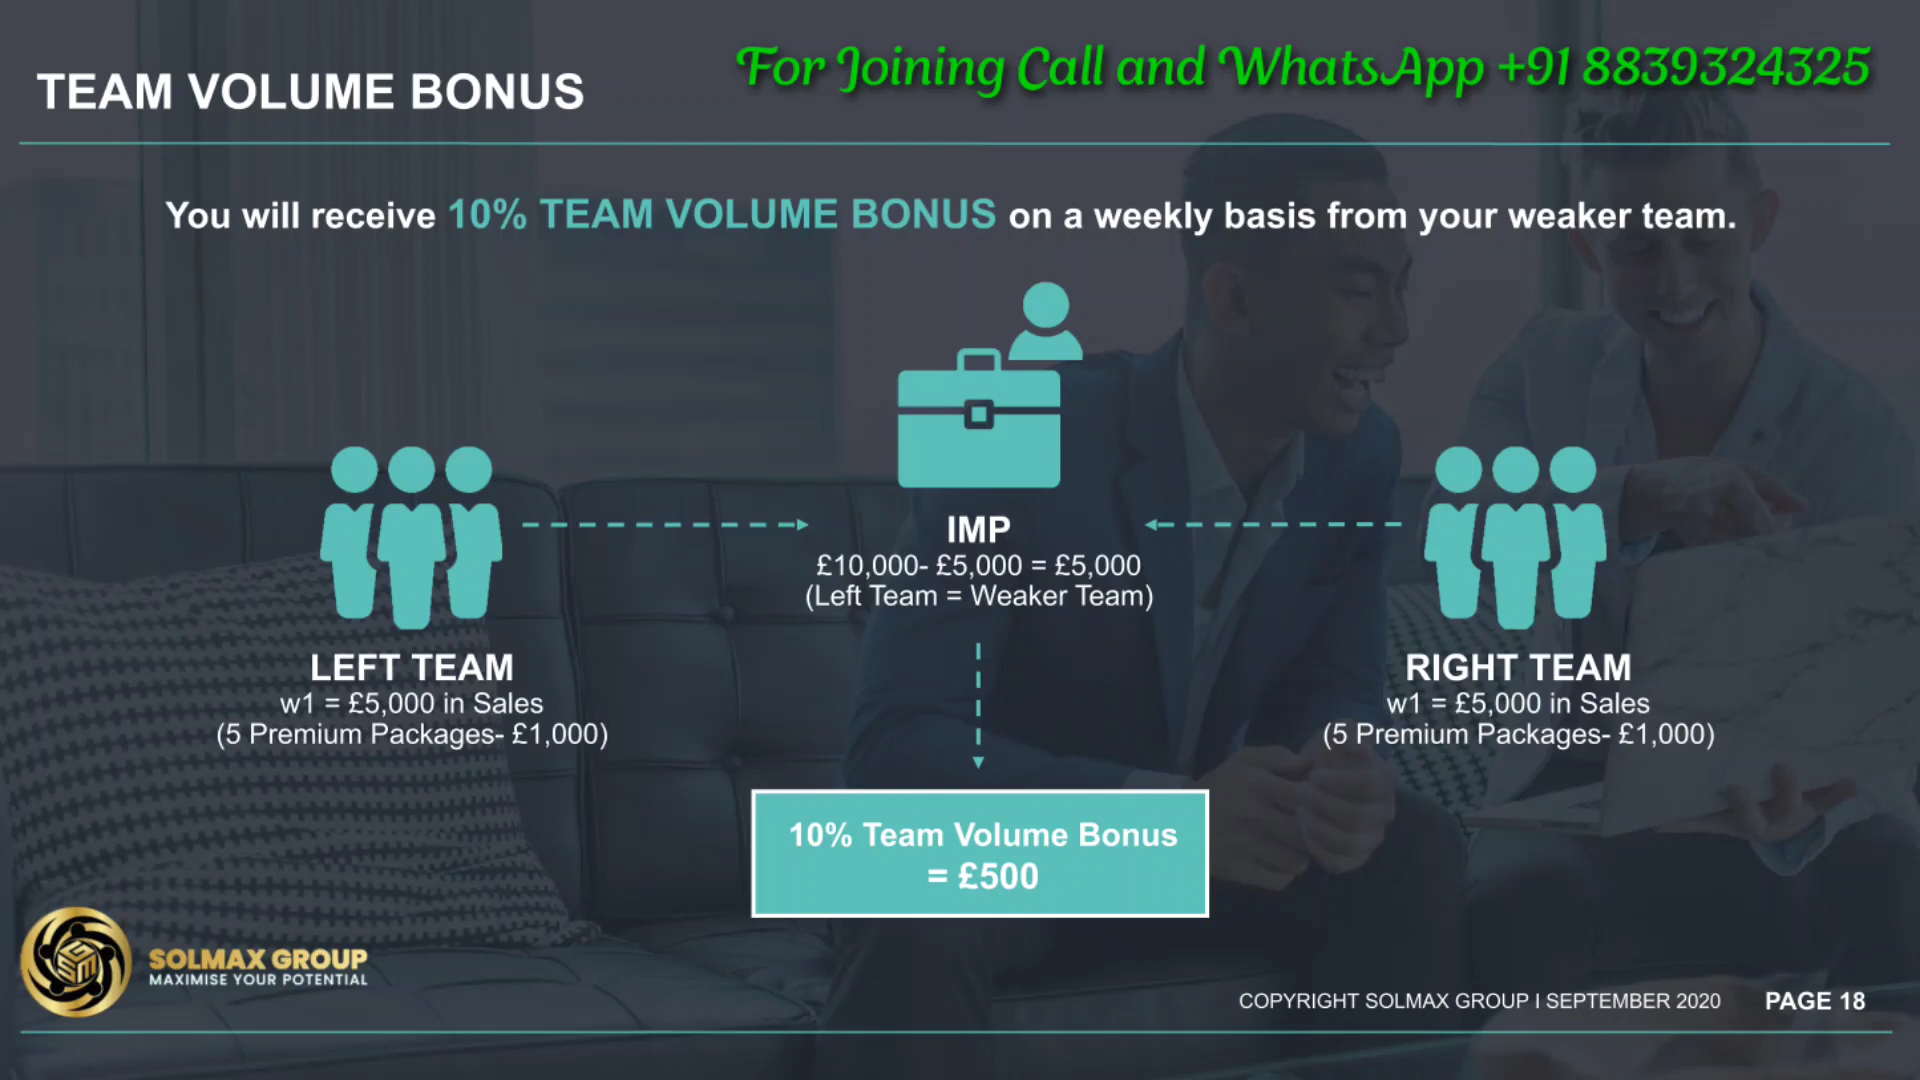 For Joining Call and WhatsApp +91 8839324325
TEAM VOLUME BONUS
You will receive 10% TEAM VOLUME BONUS on a weekly basis from your weaker team.
IMP
£10,000- £5,000 = £5,000
(Left Team = Weaker Team)
LEFT TEAM
w1 = £5,000 in Sales
(5 Premium Packages- £1,000)
RIGHT TEAM
w1 = £5,000 in Sales
(5 Premium Packages- £1,000)
10% Team Volume Bonus
= £500
SOLMAX GROUP
MAXIMISE YOUR POTENTIAL
COPYRIGHT SOLMAX GROUP I SEPTEMBER 2020 PAGE 18